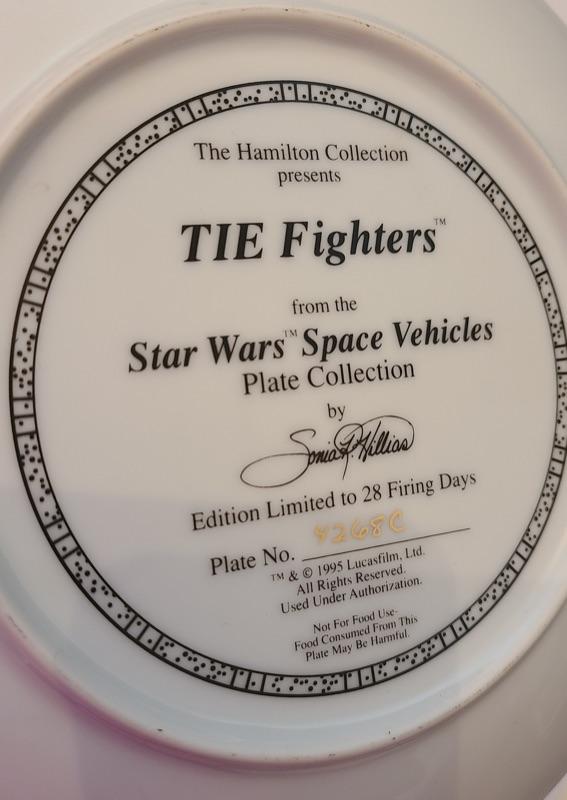 The Hamilton Collection
presents
TIE Fighters™
from the
Star Wars™ Space Vehicles
Plate Collection
by
Sonia R. Hillias
Edition Limited to 28 Firing Days
Plate No. 4268C
™ & © 1995 Lucasfilm, Ltd.
All Rights Reserved.
Used Under Authorization.
Not For Food Use-
Food Consumed From This
Plate May Be Harmful.